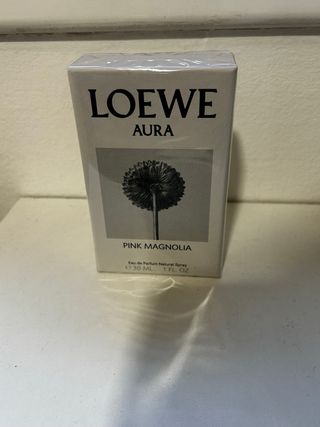 LOEWE
AURA
PINK MAGNOLIA
Eau de Parfum Natural Spray
℮ 30 ML 1 FL. OZ